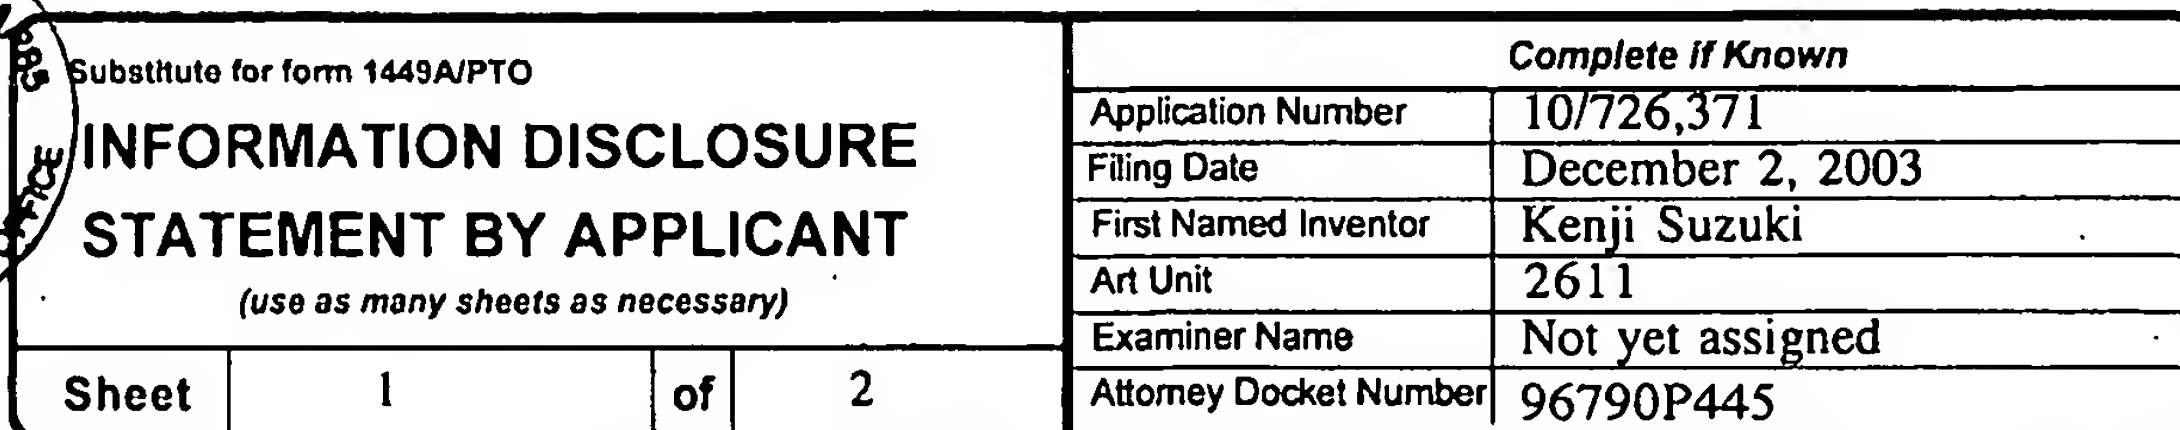 Substitute for form 1449A/PTO
INFORMATION DISCLOSURE
STATEMENT BY APPLICANT
(use as many sheets as necessary)
Sheet 1 of 2
Complete if Known
Application Number 10/726,371
Filing Date December 2, 2003
First Named Inventor Kenji Suzuki
Art Unit 2611
Examiner Name Not yet assigned
Attorney Docket Number 96790P445